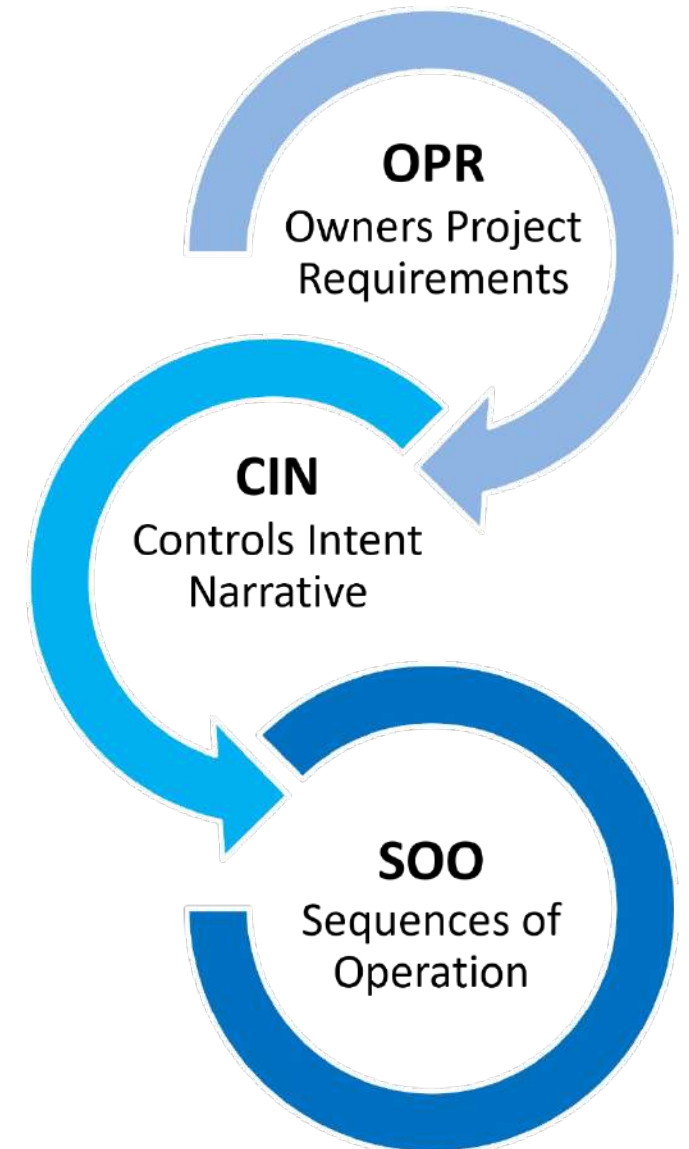 OPR
Owners Project
Requirements
CIN
Controls Intent
Narrative
SOO
Sequences of
Operation